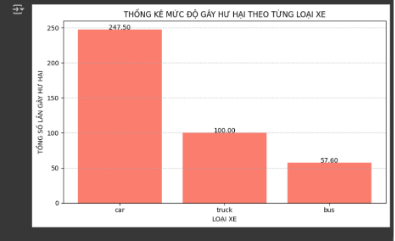 THỐNG KÊ MỨC ĐỘ GÂY HƯ HẠI THEO TỪNG LOẠI XE
TỔNG SỐ LẦN GÂY HƯ HẠI
250
200
150
100
50
0
247.50
100.00
57.60
car truck bus
LOẠI XE